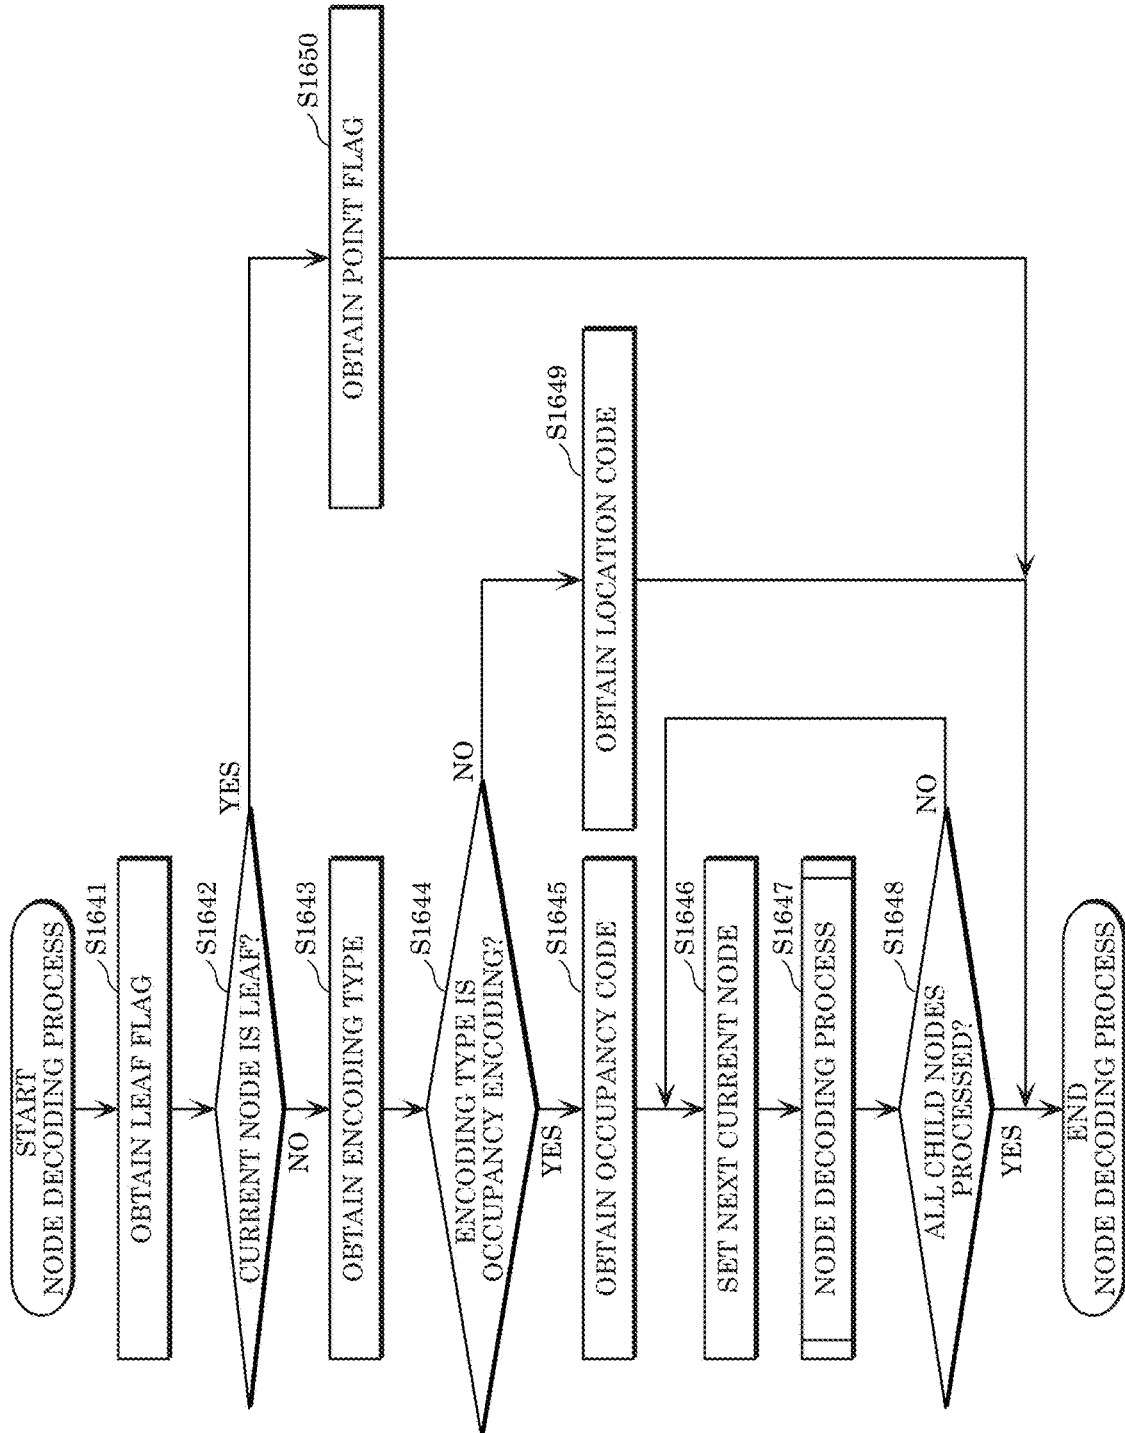 START
NODE DECODING PROCESS
S1641
OBTAIN LEAF FLAG
S1642
CURRENT NODE IS LEAF?
YES
NO
S1650
OBTAIN POINT FLAG
S1643
OBTAIN ENCODING TYPE
S1644
ENCODING TYPE IS
OCCUPANCY ENCODING?
NO
YES
S1645
OBTAIN OCCUPANCY CODE
S1649
OBTAIN LOCATION CODE
S1646
SET NEXT CURRENT NODE
S1647
NODE DECODING PROCESS
S1648
ALL CHILD NODES
PROCESSED?
NO
YES
END
NODE DECODING PROCESS